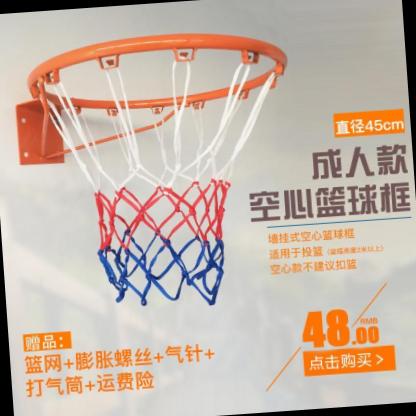 直径45cm
成人款
空心篮球框
墙挂式空心篮球框
适用于投篮
空心款不建议扣篮
48.00
RMB
点击购买 >
赠品:
篮网+膨胀螺丝+气针+
打气筒+运费险